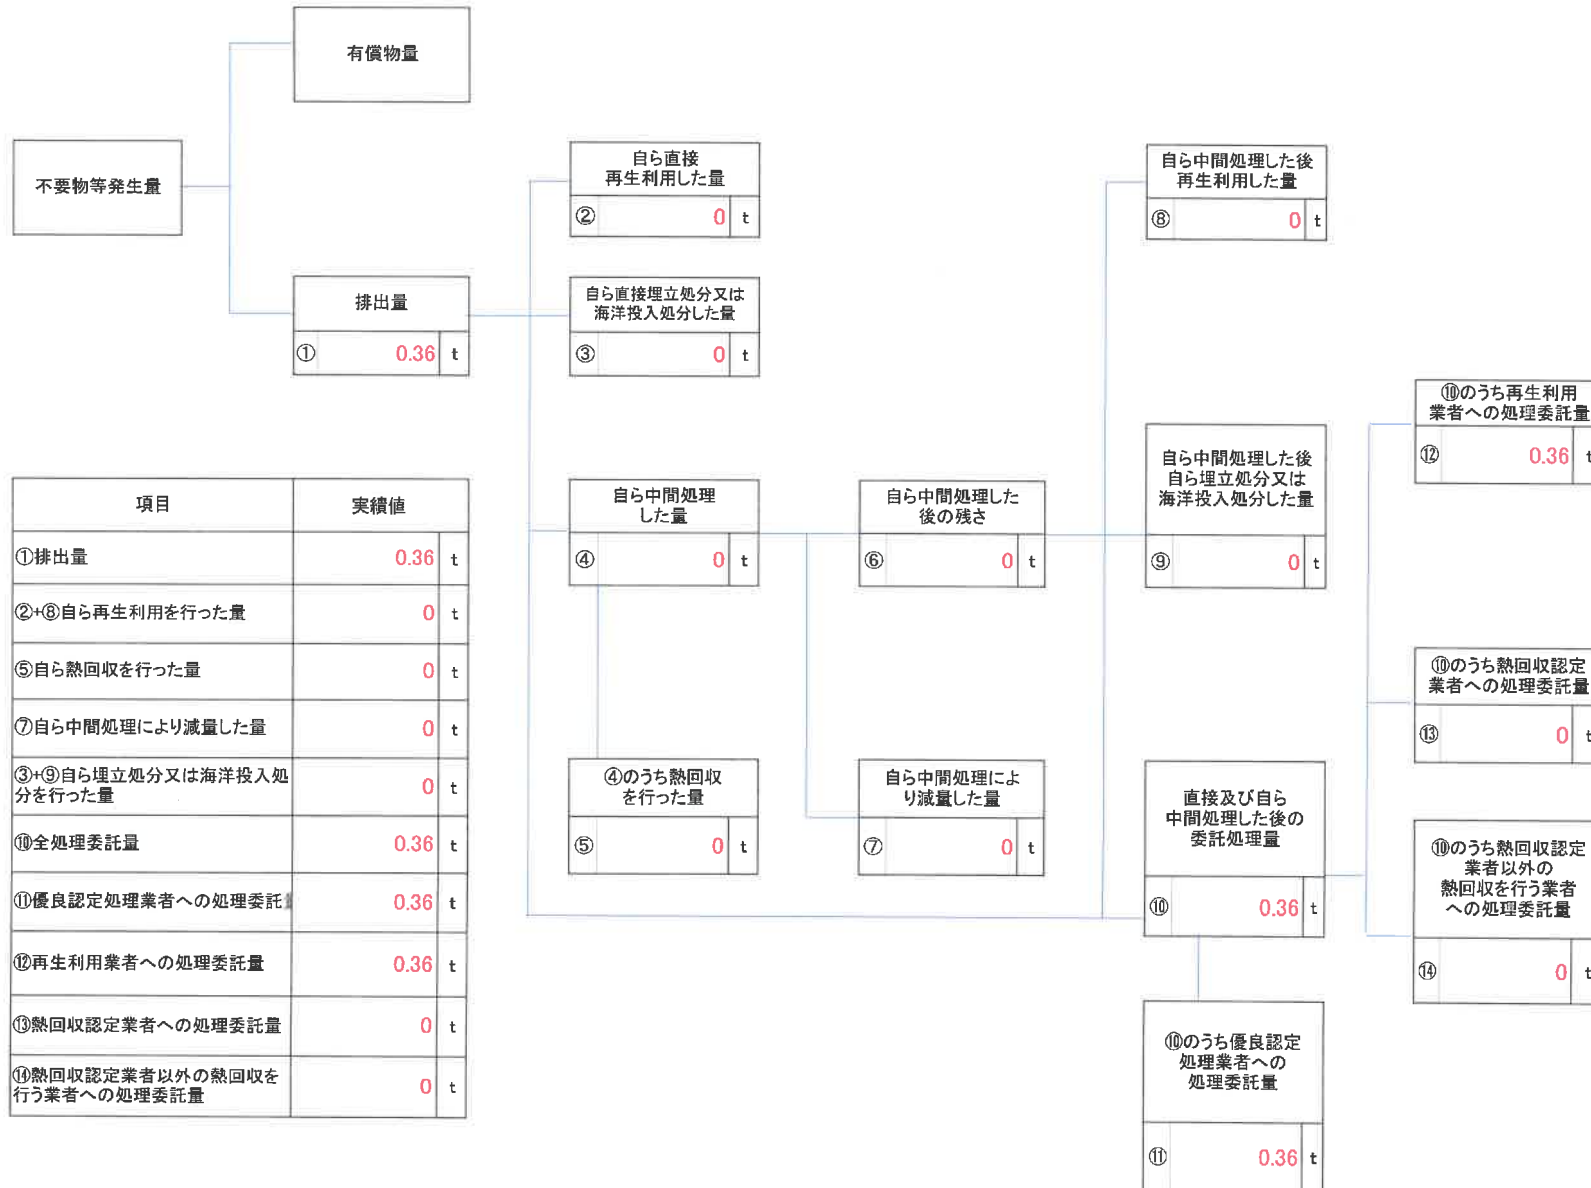 有償物量
不要物等発生量
排出量
① 0.36 t
自ら直接
再生利用した量
② 0 t
自ら直接埋立処分又は
海洋投入処分した量
③ 0 t
自ら中間処理
した量
④ 0 t
④のうち熱回収
を行った量
⑤ 0 t
自ら中間処理した
後の残さ
⑥ 0 t
自ら中間処理によ
り減量した量
⑦ 0 t
自ら中間処理した後
再生利用した量
⑧ 0 t
自ら中間処理した後
自ら埋立処分又は
海洋投入処分した量
⑨ 0 t
直接及び自ら
中間処理した後の
委託処理量
⑩ 0.36 t
⑩のうち優良認定
処理業者への
処理委託量
⑪ 0.36 t
⑩のうち再生利用
業者への処理委託量
⑫ 0.36 t
⑩のうち熱回収認定
業者への処理委託量
⑬ 0 t
⑩のうち熱回収認定
業者以外の
熱回収を行う業者
への処理委託量
⑭ 0 t
項目 実績値
①排出量 0.36 t
②+⑧自ら再生利用を行った量 0 t
⑤自ら熱回収を行った量 0 t
⑦自ら中間処理により減量した量 0 t
③+⑨自ら埋立処分又は海洋投入処
分を行った量 0 t
⑩全処理委託量 0.36 t
⑪優良認定処理業者への処理委託 0.36 t
⑫再生利用業者への処理委託量 0.36 t
⑬熱回収認定業者への処理委託量 0 t
⑭熱回収認定業者以外の熱回収を
行う業者への処理委託量 0 t